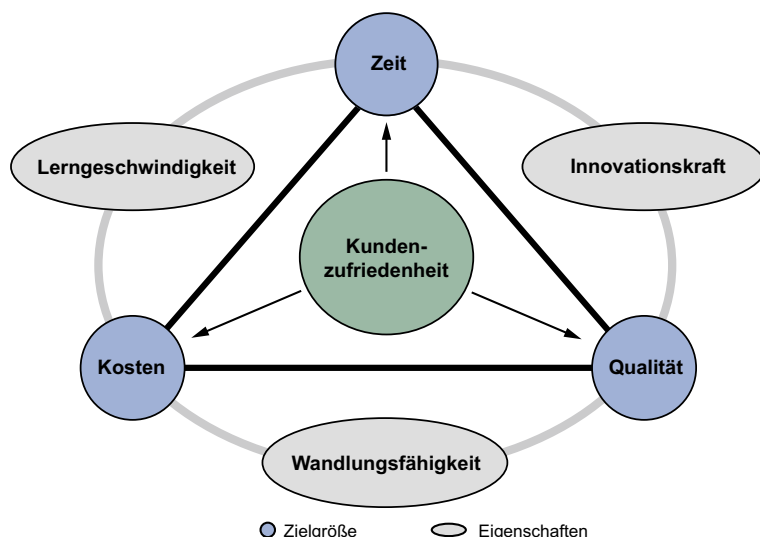 Zeit
Lerngeschwindigkeit
Innovationskraft
Kunden-
zufriedenheit
Kosten
Qualität
Wandlungsfähigkeit
Zielgröße
Eigenschaften